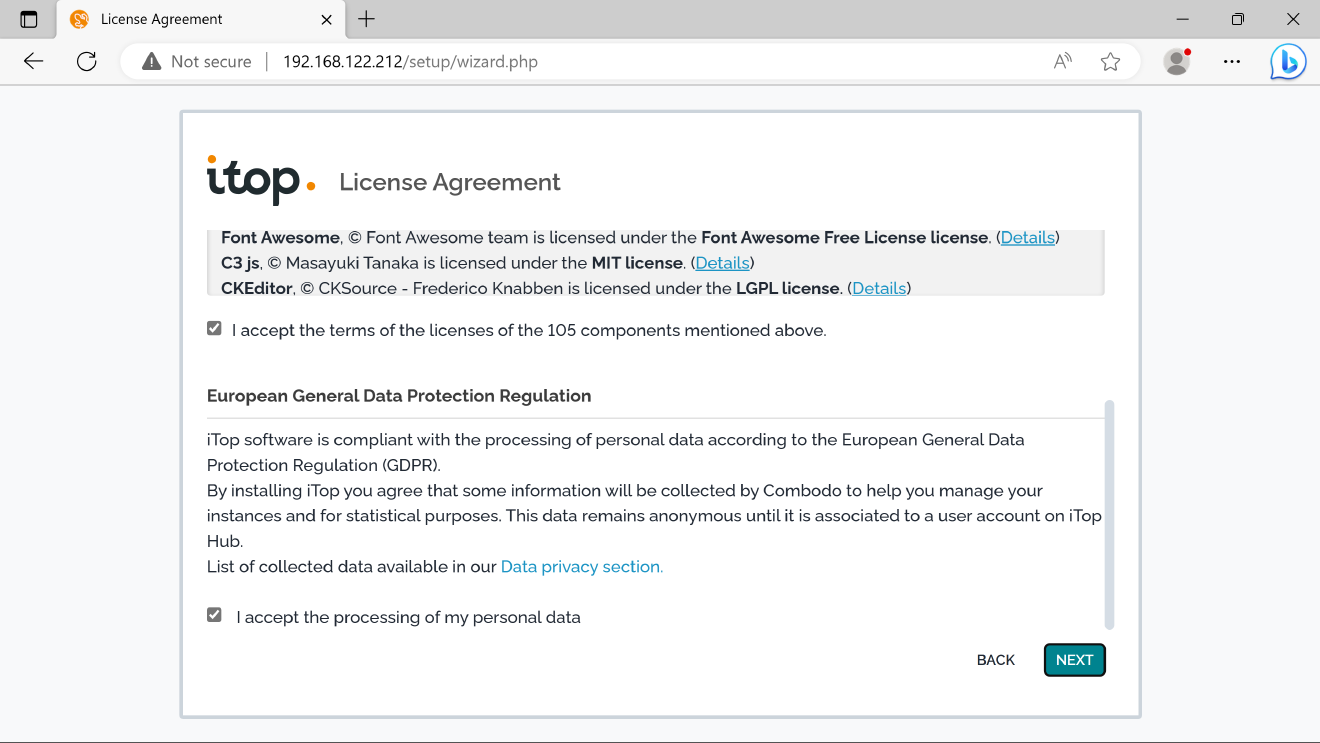 License Agreement
Not secure
192.168.122.212/setup/wizard.php
itop.
License Agreement
Font Awesome, © Font Awesome team is licensed under the Font Awesome Free License license. (Details)
C3 js, © Masayuki Tanaka is licensed under the MIT license. (Details)
CKEditor, © CKSource - Frederico Knabben is licensed under the LGPL license. (Details)
I accept the terms of the licenses of the 105 components mentioned above.
European General Data Protection Regulation
iTop software is compliant with the processing of personal data according to the European General Data
Protection Regulation (GDPR).
By installing iTop you agree that some information will be collected by Combodo to help you manage your
instances and for statistical purposes. This data remains anonymous until it is associated to a user account on iTop
Hub.
List of collected data available in our Data privacy section.
I accept the processing of my personal data
BACK
NEXT